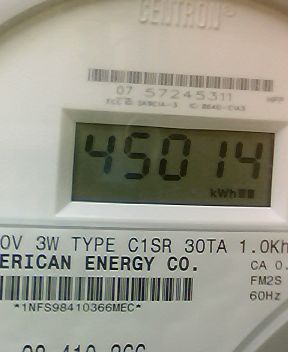 CENTRON®
07 57245311
45014
kWh
0V 3W TYPE C1SR 30TA 1.0Kh
ERICAN ENERGY CO.
CA 0.
FM2S
*1NFS98410366MEC*
60Hz